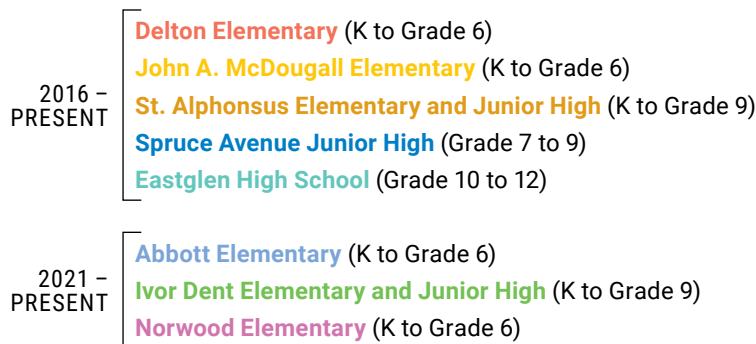 2016 –
PRESENT
Delton Elementary (K to Grade 6)
John A. McDougall Elementary (K to Grade 6)
St. Alphonsus Elementary and Junior High (K to Grade 9)
Spruce Avenue Junior High (Grade 7 to 9)
Eastglen High School (Grade 10 to 12)
2021 –
PRESENT
Abbott Elementary (K to Grade 6)
Ivor Dent Elementary and Junior High (K to Grade 9)
Norwood Elementary (K to Grade 6)